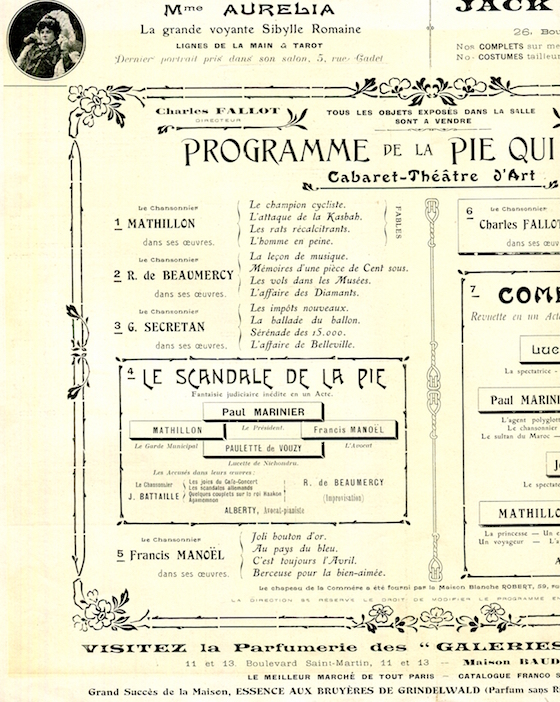 Mme AURELIA
La grande voyante Sibylle Romaine
LIGNES DE LA MAIN & TAROT
Dernier portrait pris dans son salon, 5, rue Cadet
JACK
26, Bou
Nos COMPLETS sur me
Nos COSTUMES tailleur
Charles FALLOT
DIRECTEUR
TOUS LES OBJETS EXPOSÉS DANS LA SALLE
SONT A VENDRE
PROGRAMME DE LA PIE QUI
Cabaret-Théâtre d'Art
Le Chansonnier
1 MATHILLON
dans ses œuvres.
Le champion cycliste.
L'attaque de la Kasbah.
Les rats récalcitrants.
L'homme en peine.
FABLES
Le Chansonnier
2 R. de BEAUMERCY
dans ses œuvres.
La leçon de musique.
Mémoires d'une pièce de Cent sous.
Les vols dans les Musées.
L'affaire des Diamants.
Le Chansonnier
3 G. SECRETAN
dans ses œuvres.
Les impôts nouveaux.
La ballade du ballon.
Sérénade des 15.000.
L'affaire de Belleville.
4 LE SCANDALE DE LA PIE
Fantaisie judiciaire inédite en un Acte.
Paul MARINIER
Le Président.
MATHILLON
Le Garde Municipal
Francis MANOËL
L'Avocat
PAULETTE de VOUZY
Lucette de Nichondru.
Les Accusés dans leurs œuvres :
Le Chansonnier
J. BATTAILLE
Les joies du Caf'-Concert
Les scandales allemands
Quelques couplets sur le roi Haakon
Agamemnon
R. de BEAUMERCY
(Improvisation)
ALBERTY, Avocat-pianiste
Le Chansonnier
5 Francis MANOËL
dans ses œuvres.
Joli bouton d'or.
Au pays du bleu.
C'est toujours l'Avril.
Berceuse pour la bien-aimée.
6
Le Chansonnier
Charles FALLOT
dans ses œuv
7
COM
Revuette en un Acte
LUC
La spectatrice -
Paul MARINI
L'agent polyglott
Le chansonnier
Le sultan du Maroc -
J
Le spectate
MATHILLO
La princesse - Un e
Un voyageur - L'a
A
Le chapeau de la Commère a été fourni par la Maison Blanche ROBERT, 59, ru
LA DIRECTION SE RÉSERVE LE DROIT DE MODIFIER LE PROGRAMME EN
VISITEZ la Parfumerie des "GALERIES
11 et 13, Boulevard Saint-Martin, 11 et 13 — Maison BAUD
LE MEILLEUR MARCHÉ DE TOUT PARIS — CATALOGUE FRANCO S
Grand Succès de la Maison, ESSENCE AUX BRUYÈRES DE GRINDELWALD (Parfum sans R